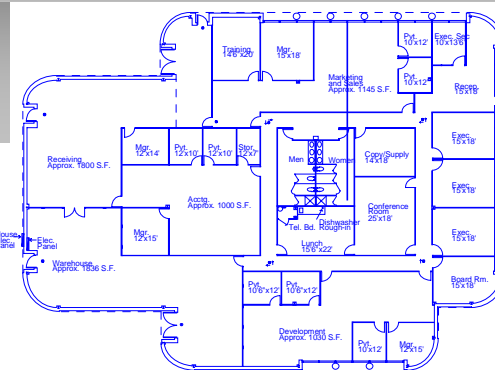 Training
14'6"x20'
Mgr.
15'x18'
Pvt.
10'x12'
Exec. Sec
10'x13'6
Marketing
and Sales
Approx. 1145 S.F.
Pvt.
10'x12'
Recep.
15'x18'
Receiving
Approx. 1800 S.F.
Mgr.
12'x14'
Pvt.
12'x10'
Pvt.
12'x10'
Stor.
12'x7'
Men
Women
Copy/Supply
14'x18'
Exec.
15'x18'
Exec.
15'x18'
Acctg.
Approx. 1000 S.F.
Conference
Room
25'x18'
Dishwasher
Tel. Bd. Rough-in
Mgr.
12'x15'
Exec.
15'x18'
Elec.
Panel
Lunch
15'6"x22'
Warehouse
Approx. 1836 S.F.
Pvt.
10'6"x12'
Pvt.
10'6"x12'
Board Rm.
15'x18'
Development
Approx. 1030 S.F.
Pvt.
10'x12'
Mgr.
12'x15'